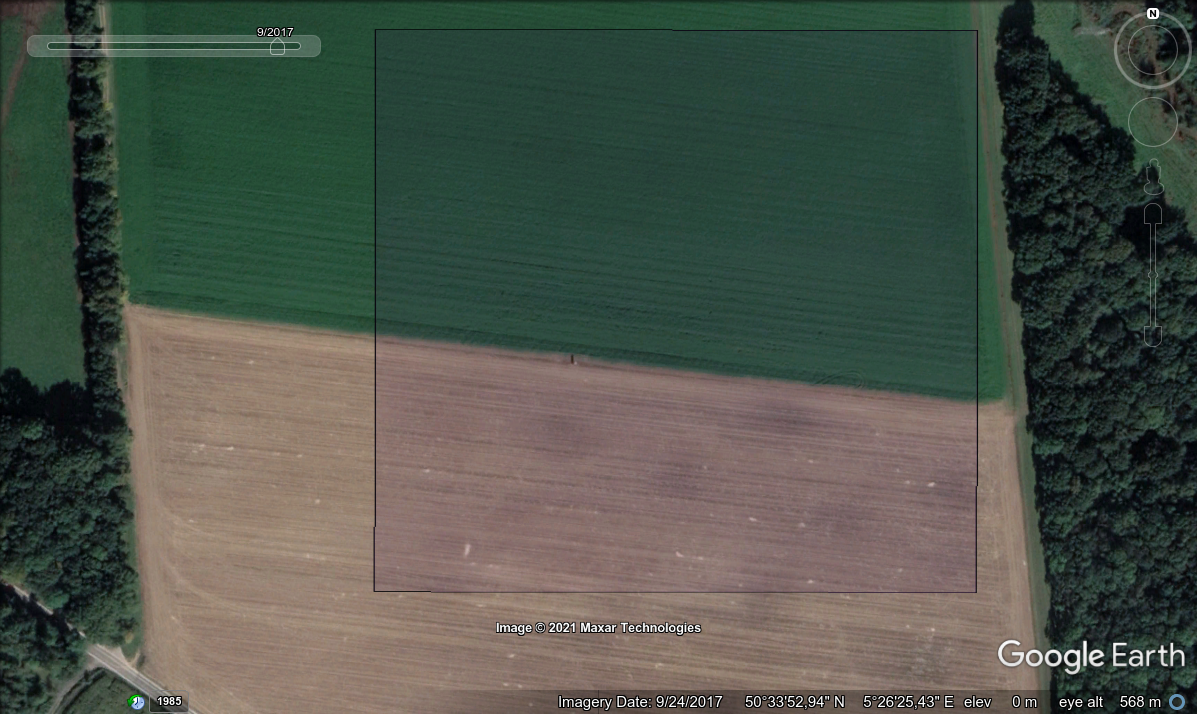 9/2017
N
Image © 2021 Maxar Technologies
Google Earth
1985
Imagery Date: 9/24/2017 50°33'52,94" N 5°26'25,43" E elev 0 m eye alt 568 m